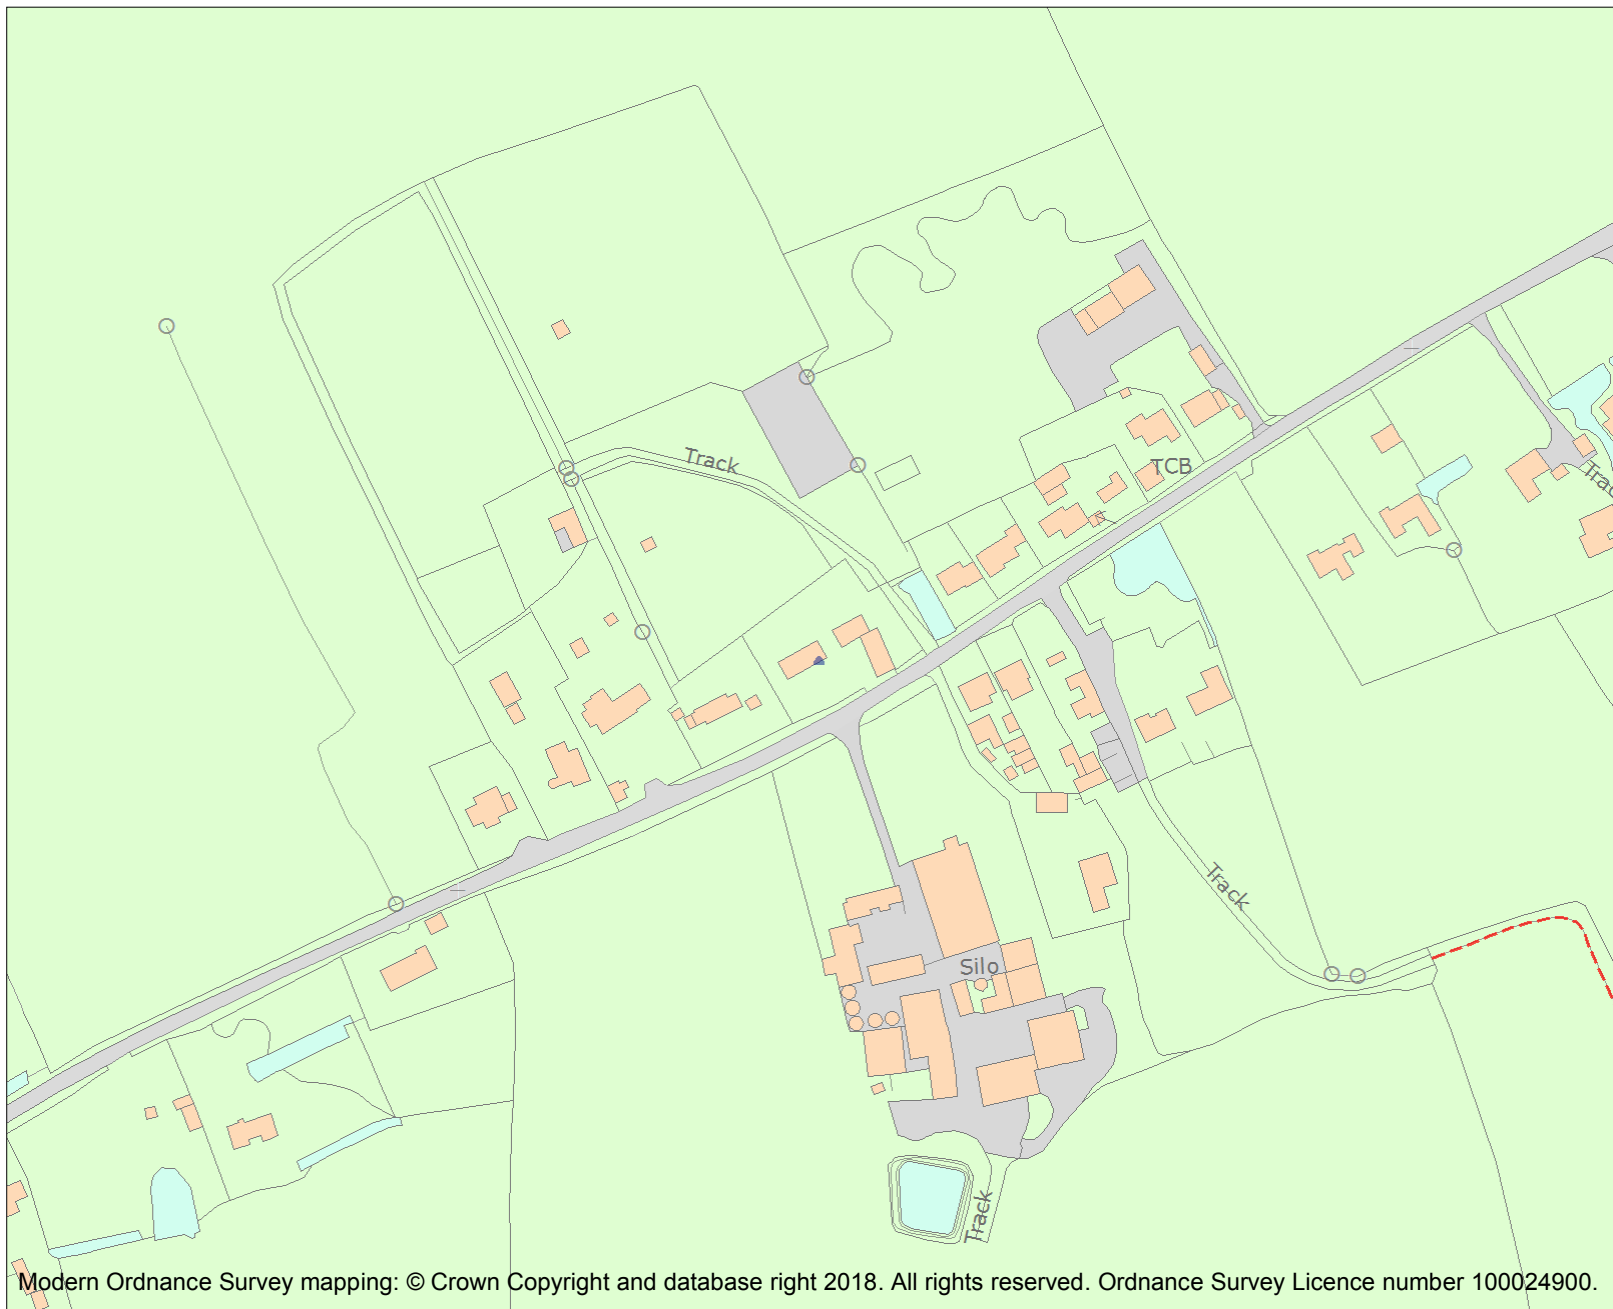 Track
TCB
Track
Silo
Track
Modern Ordnance Survey mapping: © Crown Copyright and database right 2018. All rights reserved. Ordnance Survey Licence number 100024900.